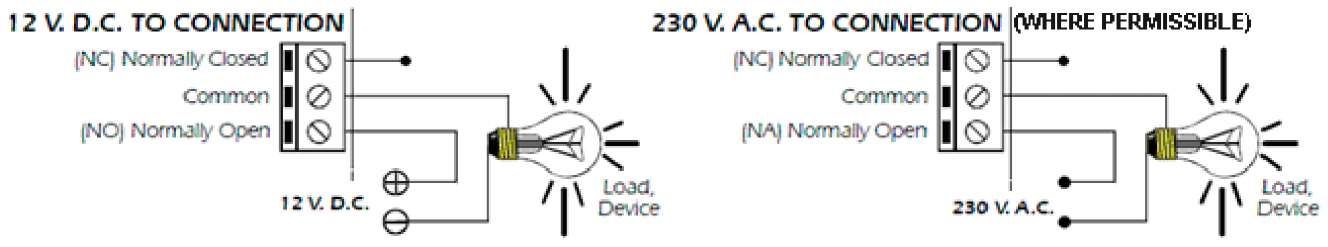 12 V. D.C. TO CONNECTION
(NC) Normally Closed
Common
(NO) Normally Open
12 V. D.C.
Load,
Device
230 V. A.C. TO CONNECTION (WHERE PERMISSIBLE)
(NC) Normally Closed
Common
(NA) Normally Open
230 V. A.C.
Load,
Device